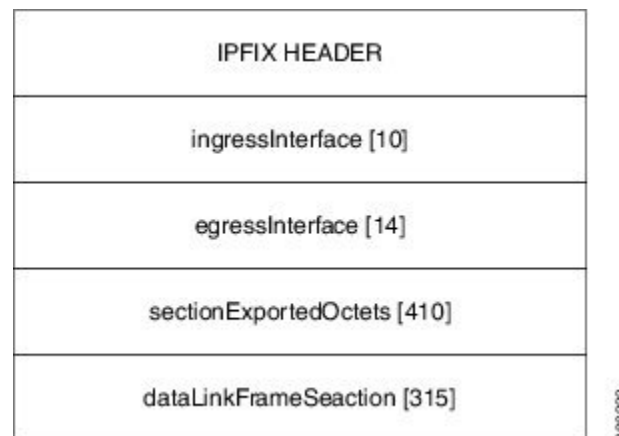 IPFIX HEADER
ingressInterface [10]
egressInterface [14]
sectionExportedOctets [410]
dataLinkFrameSeaction [315]